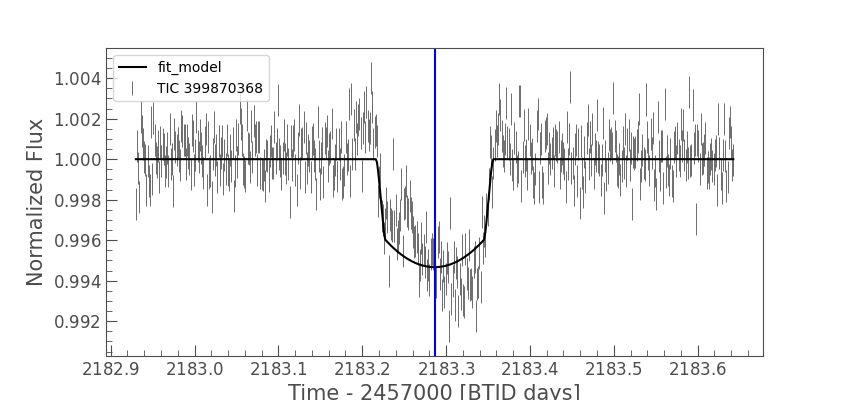 fit_model
TIC 399870368
1.004
1.002
1.000
0.998
0.996
0.994
0.992
Normalized Flux
2182.9 2183.0 2183.1 2183.2 2183.3 2183.4 2183.5 2183.6
Time - 2457000 [BTJD days]